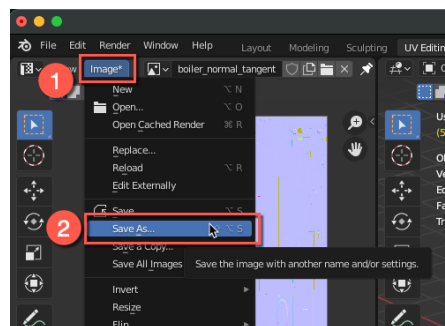 File Edit Render Window Help Layout Modeling Sculpting UV Editin
1 Image* boiler_normal_tangent
New ⌥ N
Open... ⌥ O
Open Cached Render ⌘ R
Replace...
Reload ⌥ R
Edit Externally
Save... ⌥ S
2 Save As... ⌥ S
Save a Copy...
Save All Images
Save the image with another name and/or settings.
Invert
Resize
Flip